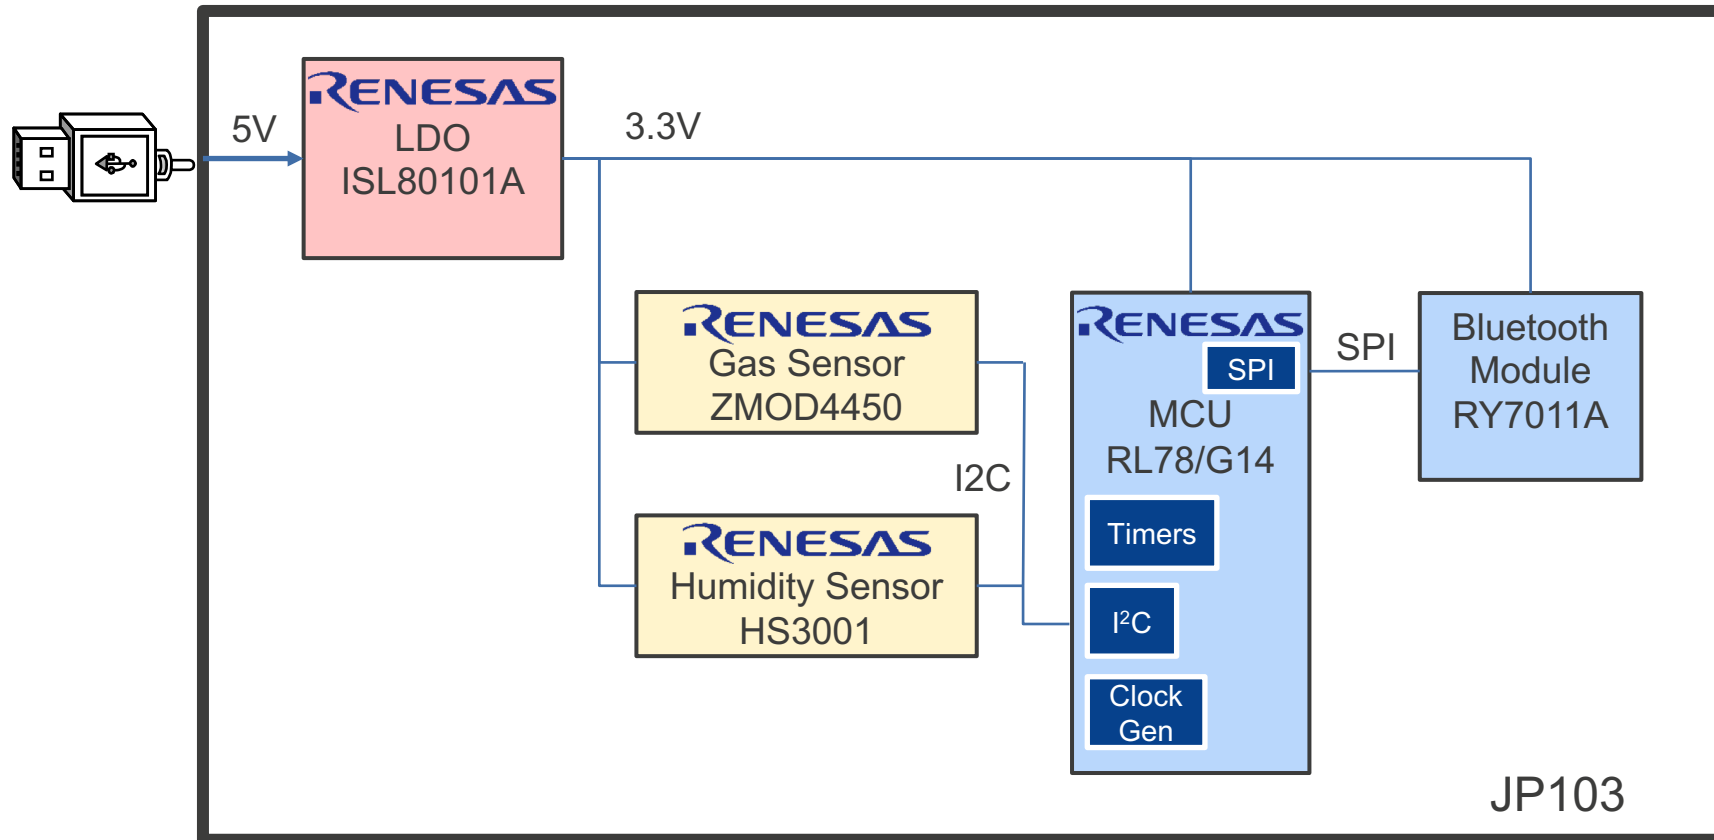 5V
RENESAS
LDO
ISL80101A
3.3V
RENESAS
Gas Sensor
ZMOD4450
I2C
RENESAS
Humidity Sensor
HS3001
RENESAS
SPI
MCU
RL78/G14
Timers
I²C
Clock
Gen
SPI
Bluetooth
Module
RY7011A
JP103